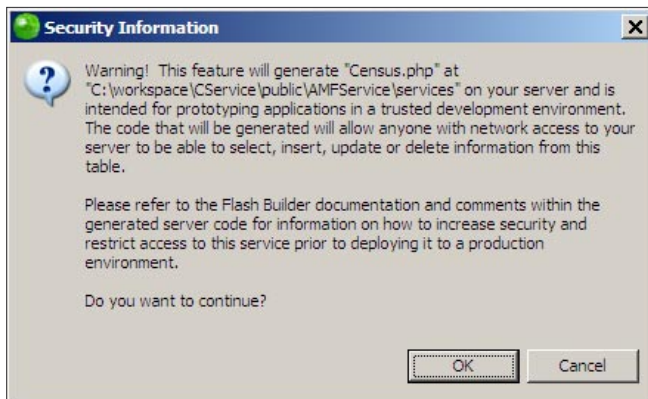 Security Information
Warning! This feature will generate "Census.php" at
"C:\workspace\CService\public\AMFService\services" on your server and is
intended for prototyping applications in a trusted development environment.
The code that will be generated will allow anyone with network access to your
server to be able to select, insert, update or delete information from this
table.
Please refer to the Flash Builder documentation and comments within the
generated server code for information on how to increase security and
restrict access to this service prior to deploying it to a production
environment.
Do you want to continue?
OK Cancel